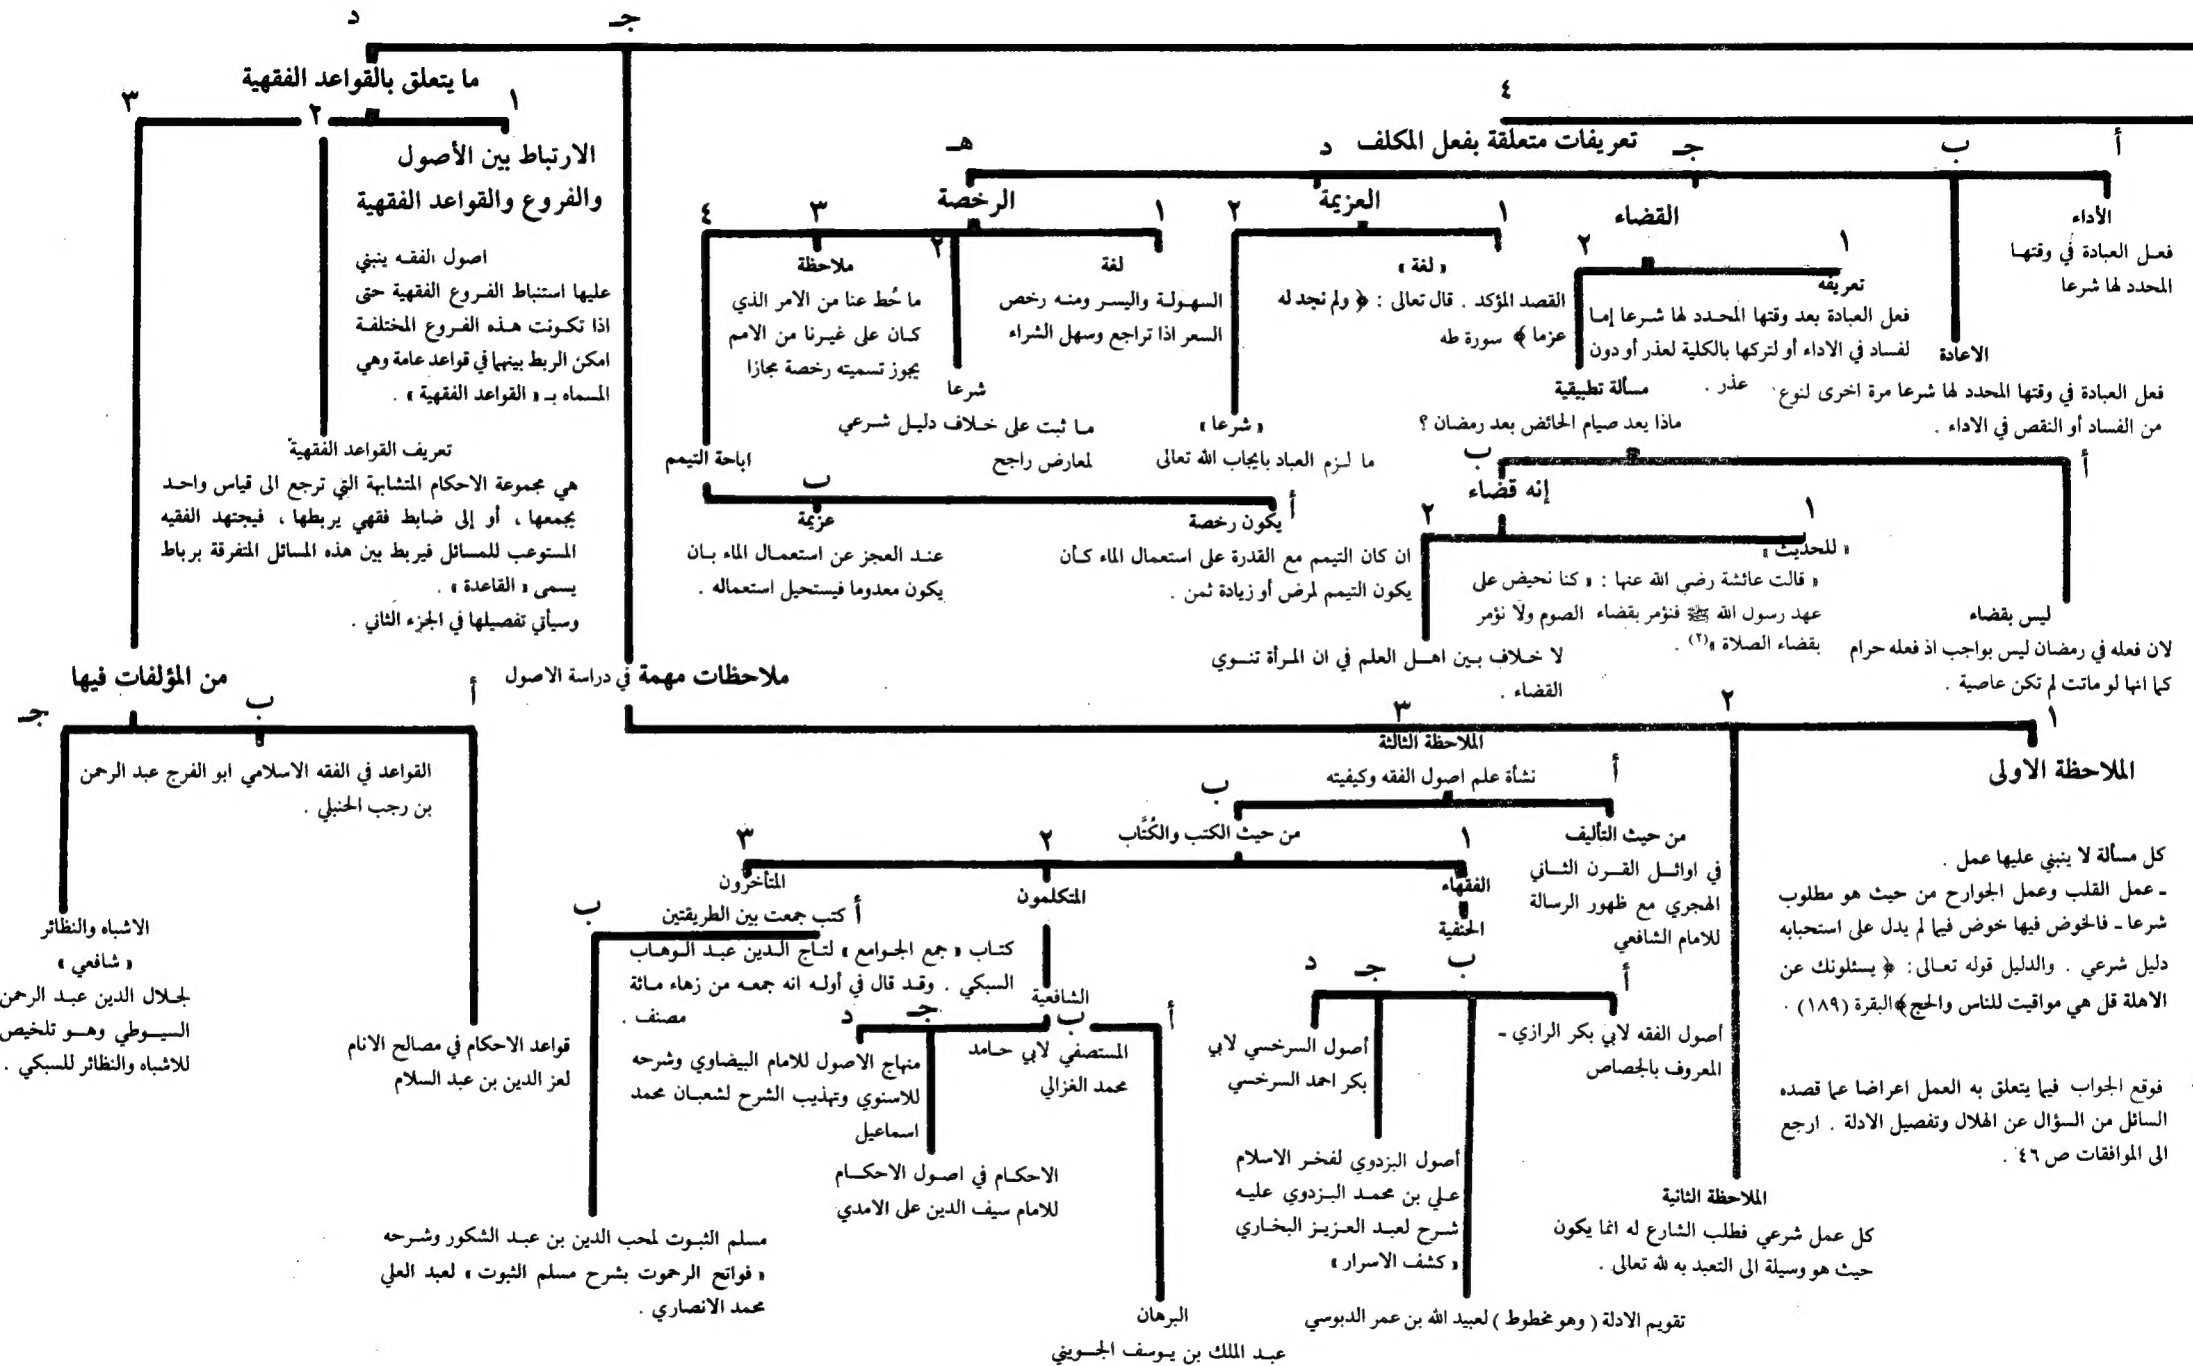 جـ
د
٤
تعريفات متعلقة بفعل المكلف
أ
ب
جـ
د
هـ
الأداء
فعل العبادة في وقتها
المحدد لها شرعا
الاعادة
فعل العبادة في وقتها المحدد لها شرعا مرة اخرى لنوع
من الفساد أو النقص في الاداء .
القضاء
١
٢
تعريفه
فعل العبادة بعد وقتها المحدد لها شرعا إما
لفساد في الاداء أو لتركها بالكلية لعذر أو دون
عذر .
مسألة تطبيقية
ماذا يعد صيام الحائض بعد رمضان ؟
أ
ب
ليس بقضاء
لان فعله في رمضان ليس بواجب اذ فعله حرام
كما انها لو ماتت لم تكن عاصية .
إنه قضاء
١
٢
« للحديث »
« قالت عائشة رضي الله عنها : « كنا نحيض على
عهد رسول الله ﷺ فنؤمر بقضاء الصوم ولا نؤمر
بقضاء الصلاة »(٢) .
لا خلاف بين اهل العلم في ان المرأة تنوي
القضاء .
العزيمة
١
٢
« لغة »
القصد المؤكد . قال تعالى : ﴿ ولم نجد له
عزما ﴾ سورة طه
« شرعا »
ما لزم العباد بايجاب الله تعالى
الرخصة
١
٢
٣
٤
لغة
السهولة واليسر ومنه رخص
السعر اذا تراجع وسهل الشراء
شرعا
ما ثبت على خلاف دليل شرعي
لمعارض راجح
ملاحظة
ما حُط عنا من الامر الذي
كان على غيرنا من الامم
يجوز تسميته رخصة مجازا
اباحة التيمم
أ
ب
يكون رخصة
ان كان التيمم مع القدرة على استعمال الماء كأن
يكون التيمم لمرض أو زيادة ثمن .
عزيمة
عند العجز عن استعمال الماء بان
يكون معدوما فيستحيل استعماله .
ملاحظات مهمة في دراسة الاصول
١
٢
٣
الملاحظة الاولى
كل مسألة لا ينبني عليها عمل .
ـ عمل القلب وعمل الجوارح من حيث هو مطلوب
شرعا ـ فالخوض فيها خوض فيما لم يدل على استحبابه
دليل شرعي . والدليل قوله تعالى : ﴿ يسئلونك عن
الاهلة قل هي مواقيت للناس والحج ﴾ البقرة (١٨٩) .
فوقع الجواب فيما يتعلق به العمل اعراضا عما قصده
السائل من السؤال عن الهلال وتفصيل الادلة . ارجع
الى الموافقات ص ٤٦ .
الملاحظة الثانية
كل عمل شرعي فطلب الشارع له انما يكون
حيث هو وسيلة الى التعبد به لله تعالى .
الملاحظة الثالثة
نشأة علم اصول الفقه وكيفيته
أ
ب
من حيث التأليف
في اوائل القرن الثاني
الهجري مع ظهور الرسالة
للامام الشافعي
من حيث الكتب والكُتَّاب
١
٢
٣
الفقهاء
الحنفية
أ
ب
جـ
د
أصول الفقه لابي بكر الرازي ـ
المعروف بالجصاص
تقويم الادلة ( وهو مخطوط ) لعبيد الله بن عمر الدبوسي
أصول البزدوي لفخر الاسلام
علي بن محمد البزدوي عليه
شرح لعبد العزيز البخاري
« كشف الاسرار »
أصول السرخسي لابي
بكر احمد السرخسي
المتكلمون
الشافعية
أ
ب
جـ
د
البرهان
عبد الملك بن يوسف الجويني
المستصفي لابي حامد
محمد الغزالي
الاحكام في اصول الاحكام
للامام سيف الدين على الامدي
منهاج الاصول للامام البيضاوي وشرحه
للاسنوي وتهذيب الشرح لشعبان محمد
اسماعيل
المتأخرون
أ
ب
كتب جمعت بين الطريقتين
كتاب « جمع الجوامع » لتاج الدين عبد الوهاب
السبكي . وقد قال في أوله انه جمعه من زهاء مائة
مصنف .
مسلم الثبوت لمحب الدين بن عبد الشكور وشرحه
« فواتح الرحموت بشرح مسلم الثبوت » لعبد العلي
محمد الانصاري .
ما يتعلق بالقواعد الفقهية
١
٢
٣
الارتباط بين الأصول
والفروع والقواعد الفقهية
اصول الفقه ينبني
عليها استنباط الفروع الفقهية حتى
اذا تكونت هذه الفروع المختلفة
امكن الربط بينهما في قواعد عامة وهي
المسماه بـ « القواعد الفقهية » .
تعريف القواعد الفقهية
هي مجموعة الاحكام المتشابهة التي ترجع الى قياس واحد
يجمعها ، أو إلى ضابط فقهي يربطها ، فيجتهد الفقيه
المستوعب للمسائل فيربط بين هذه المسائل المتفرقة برباط
يسمى « القاعدة » .
وسيأتي تفصيلها في الجزء الثاني .
من المؤلفات فيها
أ
ب
جـ
قواعد الاحكام في مصالح الانام
لعز الدين بن عبد السلام
القواعد في الفقه الاسلامي ابو الفرج عبد الرحمن
بن رجب الحنبلي .
الاشباه والنظائر
« شافعي »
لجلال الدين عبد الرحمن
السيوطي وهو تلخيص
للاشباه والنظائر للسبكي .